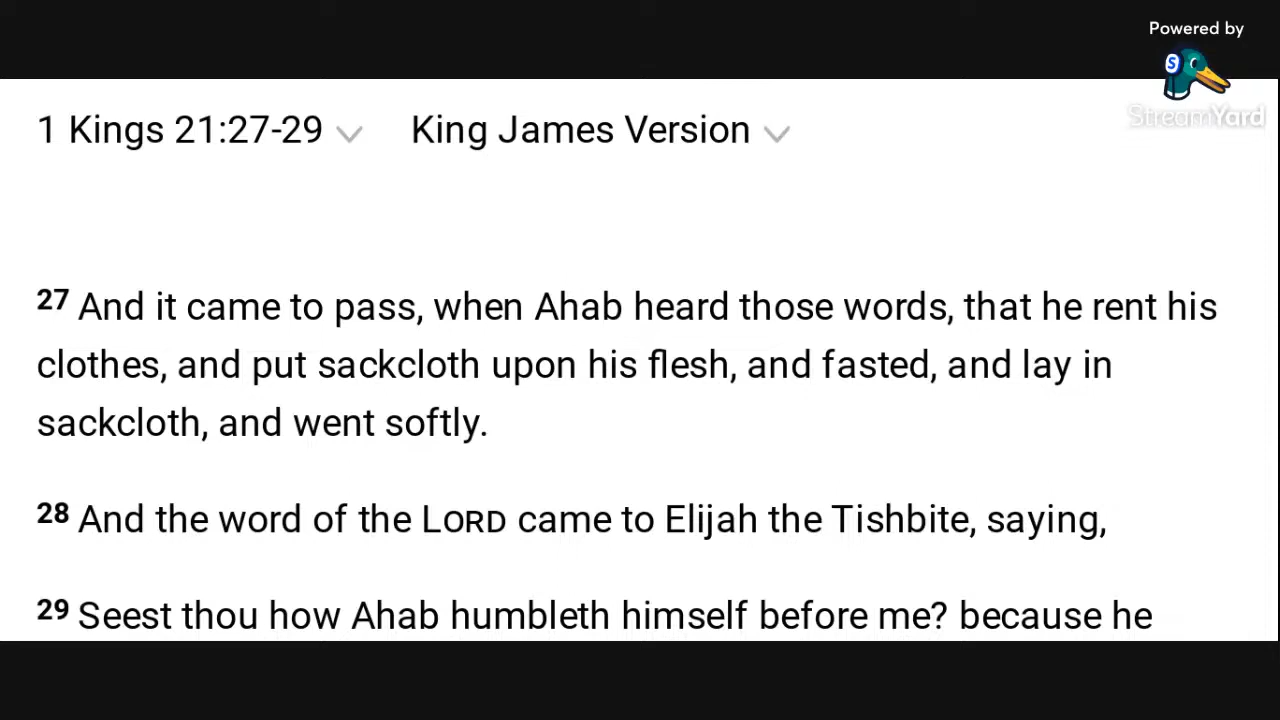 Powered by
S
StreamYard
1 Kings 21:27-29 King James Version
27 And it came to pass, when Ahab heard those words, that he rent his
clothes, and put sackcloth upon his flesh, and fasted, and lay in
sackcloth, and went softly.
28 And the word of the LORD came to Elijah the Tishbite, saying,
29 Seest thou how Ahab humbleth himself before me? because he